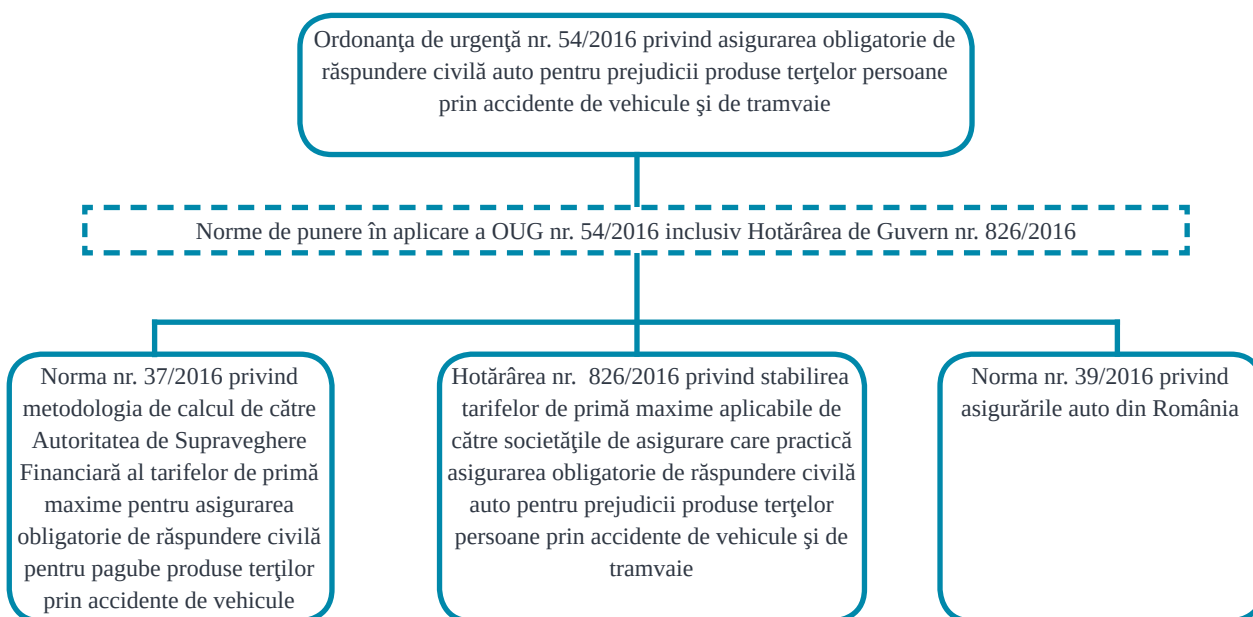 Ordonanţa de urgenţă nr. 54/2016 privind asigurarea obligatorie de
răspundere civilă auto pentru prejudicii produse terţelor persoane
prin accidente de vehicule şi de tramvaie
Norme de punere în aplicare a OUG nr. 54/2016 inclusiv Hotărârea de Guvern nr. 826/2016
Norma nr. 37/2016 privind
metodologia de calcul de către
Autoritatea de Supraveghere
Financiară al tarifelor de primă
maxime pentru asigurarea
obligatorie de răspundere civilă
pentru pagube produse terţilor
prin accidente de vehicule
Hotărârea nr.  826/2016 privind stabilirea
tarifelor de primă maxime aplicabile de
către societăţile de asigurare care practică
asigurarea obligatorie de răspundere civilă
auto pentru prejudicii produse terţelor
persoane prin accidente de vehicule şi de
tramvaie
Norma nr. 39/2016 privind
asigurările auto din România